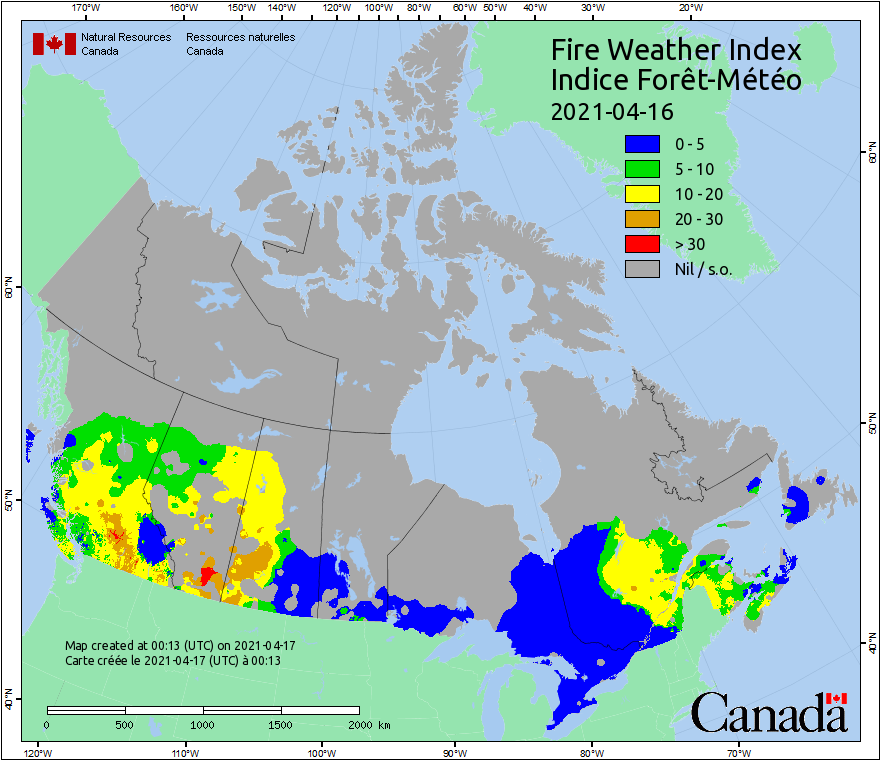 170°W 160°W 150°W 140°W 130°W 120°W 110°W 100°W 90°W 80°W 60°W 50°W 40°W 30°W 20°W
Natural Resources Ressources naturelles
Canada Canada
Fire Weather Index
Indice Forêt-Météo
2021-04-16
0 - 5
5 - 10
10 - 20
20 - 30
> 30
Nil / s.o.
60°N 60°N
50°N 50°N
40°N 40°N
Map created at 00:13 (UTC) on 2021-04-17
Carte créée le 2021-04-17 (UTC) à 00:13
0 500 1000 1500 2000 km
Canada
120°W 110°W 100°W 90°W 80°W 70°W